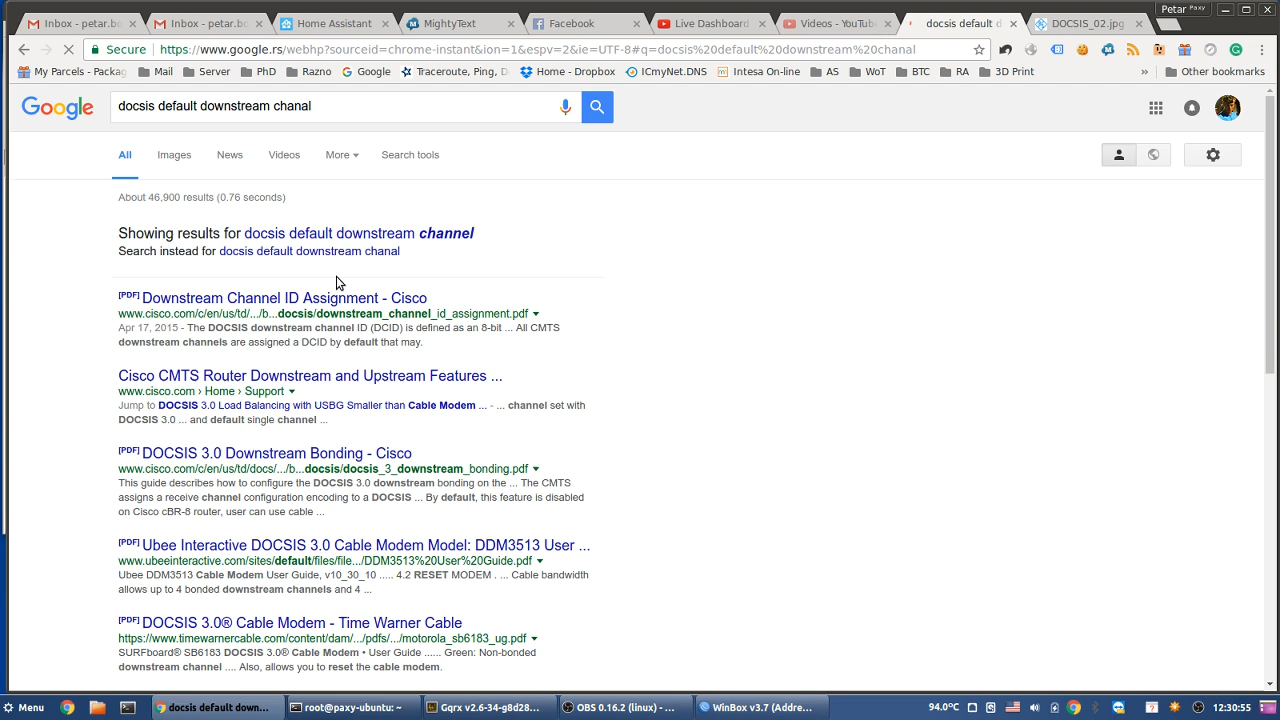 Petar Paxy
Inbox - petar.bo
Inbox - petar.bo
Home Assistant
MightyText
Facebook
Live Dashboard
Videos - YouTub
docsis default d
DOCSIS_02.jpg
Secure
https://www.google.rs/webhp?sourceid=chrome-instant&ion=1&espv=2&ie=UTF-8#q=docsis%20default%20downstream%20chanal
My Parcels - Packag
Mail
Server
PhD
Razno
Google
Traceroute, Ping, D
Home - Dropbox
ICmyNet.DNS
Intesa On-line
AS
WoT
BTC
RA
3D Print
»
Other bookmarks
Google
docsis default downstream chanal
All
Images
News
Videos
More
Search tools
About 46,900 results (0.76 seconds)
Showing results for docsis default downstream channel
Search instead for docsis default downstream chanal
[PDF] Downstream Channel ID Assignment - Cisco
www.cisco.com/c/en/us/td/.../b...docsis/downstream_channel_id_assignment.pdf
Apr 17, 2015 - The DOCSIS downstream channel ID (DCID) is defined as an 8-bit ... All CMTS
downstream channels are assigned a DCID by default that may.
Cisco CMTS Router Downstream and Upstream Features ...
www.cisco.com › Home › Support
Jump to DOCSIS 3.0 Load Balancing with USBG Smaller than Cable Modem ... - ... channel set with
DOCSIS 3.0 ... and default single channel ...
[PDF] DOCSIS 3.0 Downstream Bonding - Cisco
www.cisco.com/c/en/us/td/docs/.../b...docsis/docsis_3_downstream_bonding.pdf
This guide describes how to configure the DOCSIS 3.0 downstream bonding on the ... The CMTS
assigns a receive channel configuration encoding to a DOCSIS ... By default, this feature is disabled
on Cisco cBR-8 router, user can use cable ...
[PDF] Ubee Interactive DOCSIS 3.0 Cable Modem Model: DDM3513 User ...
www.ubeeinteractive.com/sites/default/files/file.../DDM3513%20User%20Guide.pdf
Ubee DDM3513 Cable Modem User Guide, v10_30_10 ..... 4.2 RESET MODEM . ... Cable bandwidth
allows up to 4 bonded downstream channels and 4 ...
[PDF] DOCSIS 3.0® Cable Modem - Time Warner Cable
https://www.timewarnercable.com/content/dam/.../pdfs/.../motorola_sb6183_ug.pdf
SURFboard® SB6183 DOCSIS 3.0® Cable Modem • User Guide ...... Green: Non-bonded
downstream channel .... Also, allows you to reset the cable modem.
Menu
docsis default down...
root@paxy-ubuntu: ~
Gqrx v2.6-34-g8d28...
OBS 0.16.2 (linux) - ...
WinBox v3.7 (Addre...
94.0°C
12:30:55